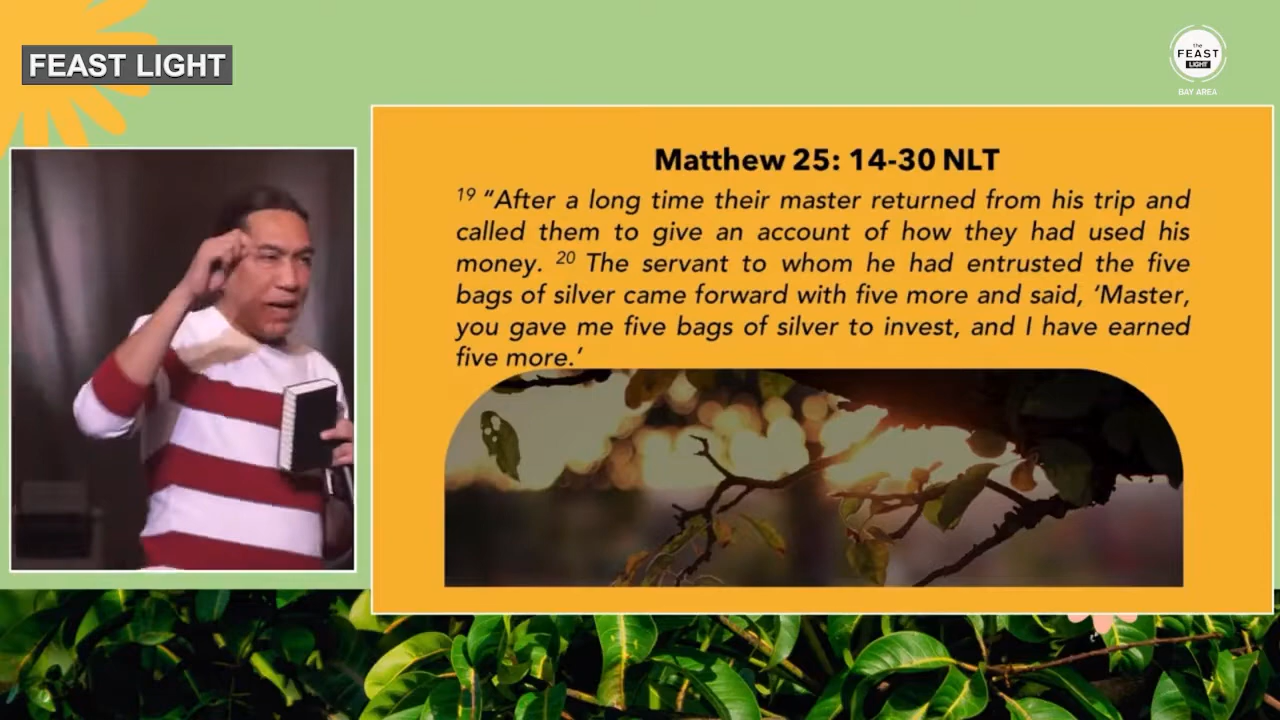 FEAST LIGHT
the
FEAST
LIGHT
BAY AREA
Matthew 25: 14-30 NLT
19 “After a long time their master returned from his trip and
called them to give an account of how they had used his
money. 20 The servant to whom he had entrusted the five
bags of silver came forward with five more and said, ‘Master,
you gave me five bags of silver to invest, and I have earned
five more.’